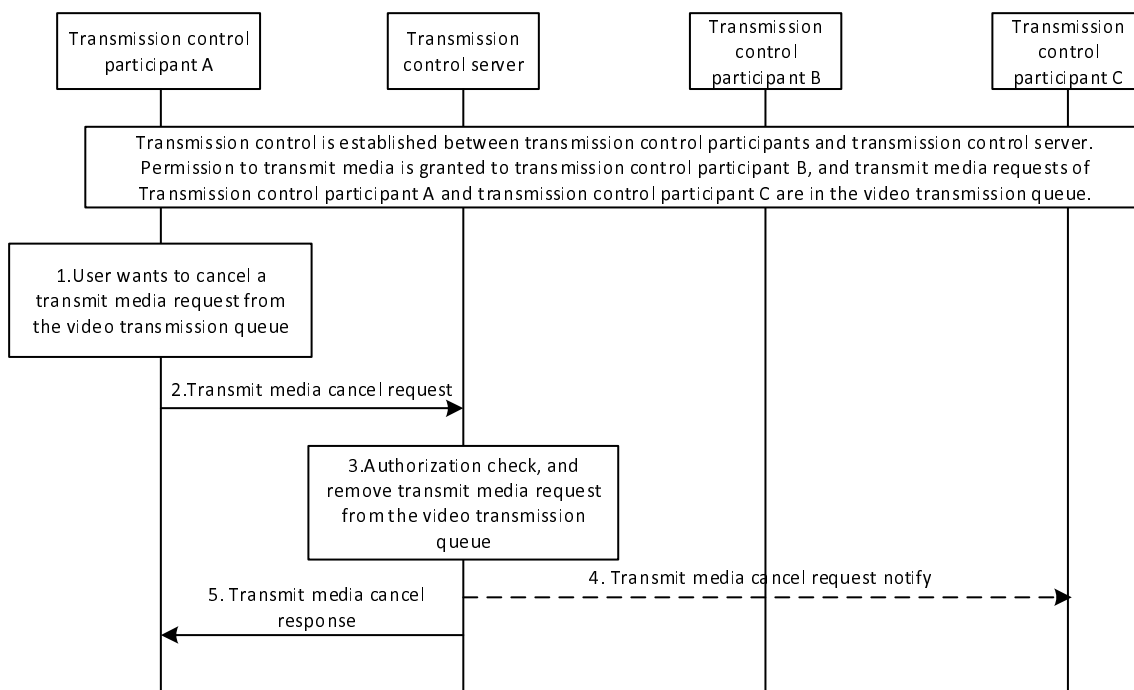 Transmission control
participant A
Transmission
control server
Transmission
control
participant B
Transmission
control
participant C
Transmission control is established between transmission control participants and transmission control server.
Permission to transmit media is granted to transmission control participant B, and transmit media requests of
Transmission control participant A and transmission control participant C are in the video transmission queue.
1.User wants to cancel a
transmit media request from
the video transmission queue
2.Transmit media cancel request
3.Authorization check, and
remove transmit media request
from the video transmission
queue
4. Transmit media cancel request notify
5. Transmit media cancel
response